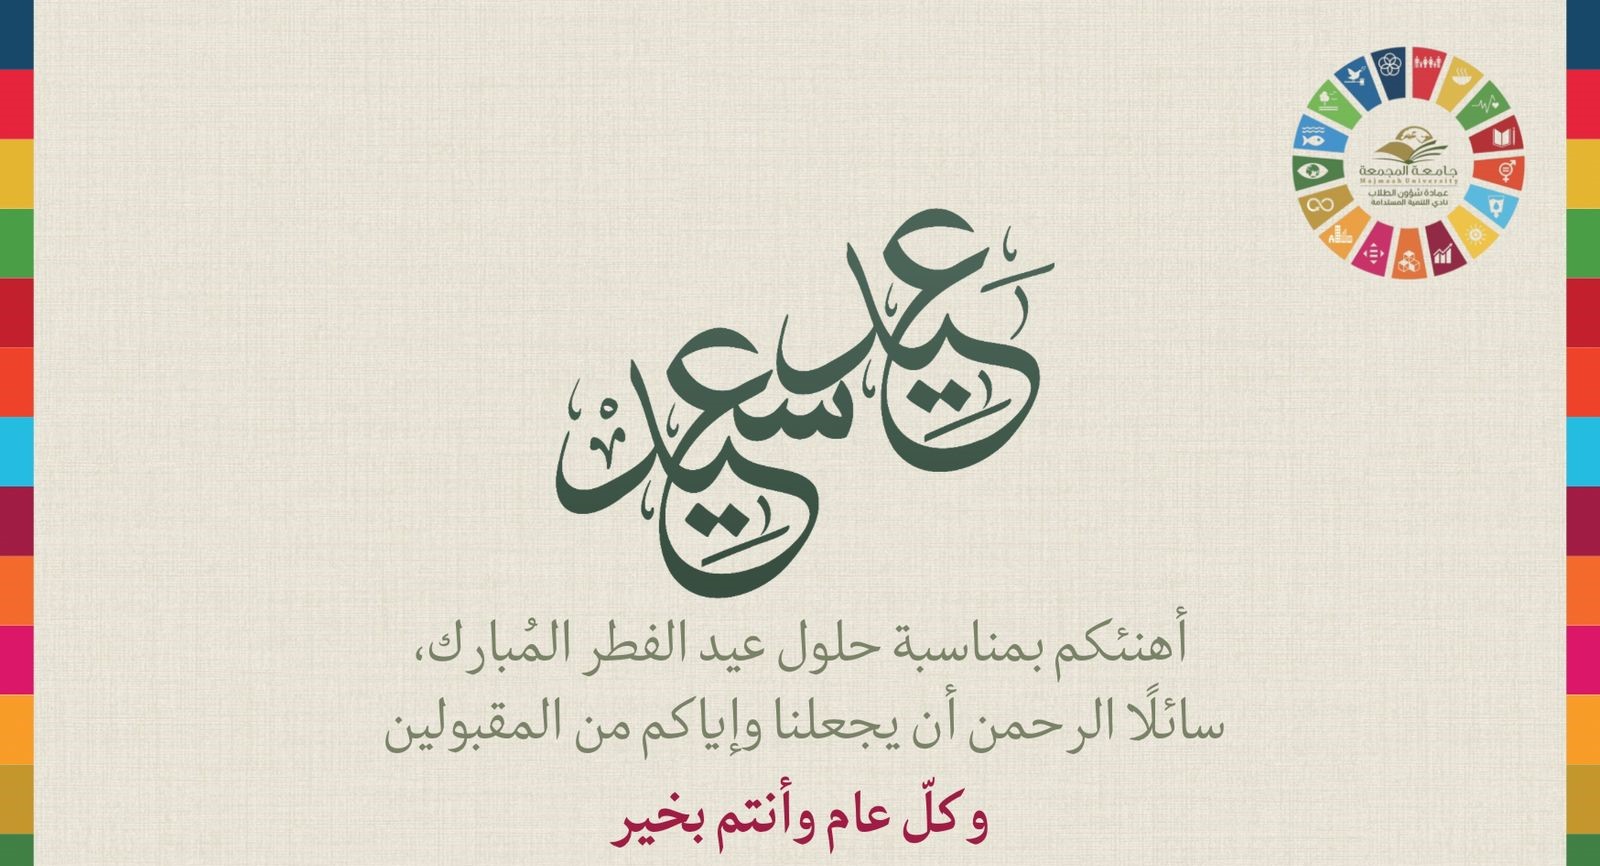 جامعة المجمعة
Majmaah University
عمادة شؤون الطلاب
نادي التنمية المستدامة
عيد سعيد
أهنئكم بمناسبة حلول عيد الفطر المُبارك،
سائلًا الرحمن أن يجعلنا وإياكم من المقبولين
وكلّ عام وأنتم بخير